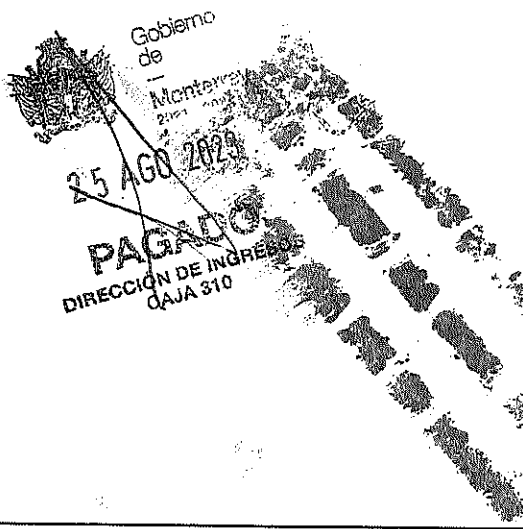 Gobierno
de
Monterrey
25 AGO 2023
PAGADO
DIRECCIÓN DE INGRESOS
CAJA 310